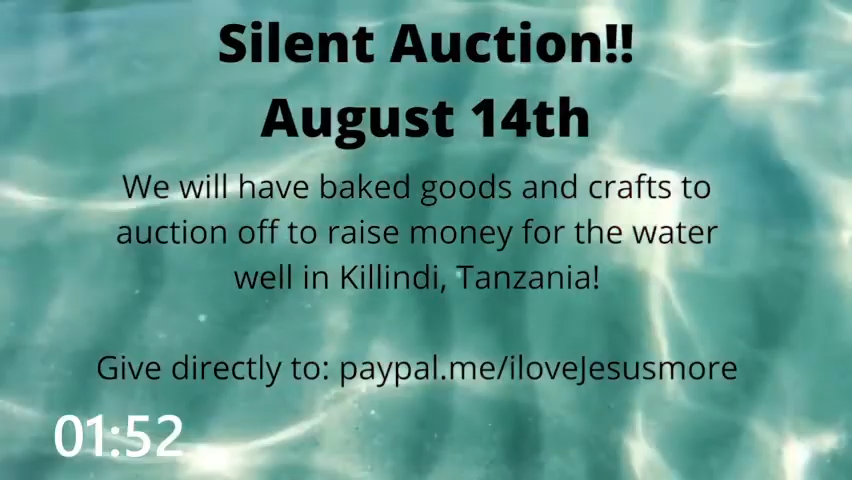 Silent Auction!!
August 14th
We will have baked goods and crafts to
auction off to raise money for the water
well in Killindi, Tanzania!
Give directly to: paypal.me/iloveJesusmore
01:52